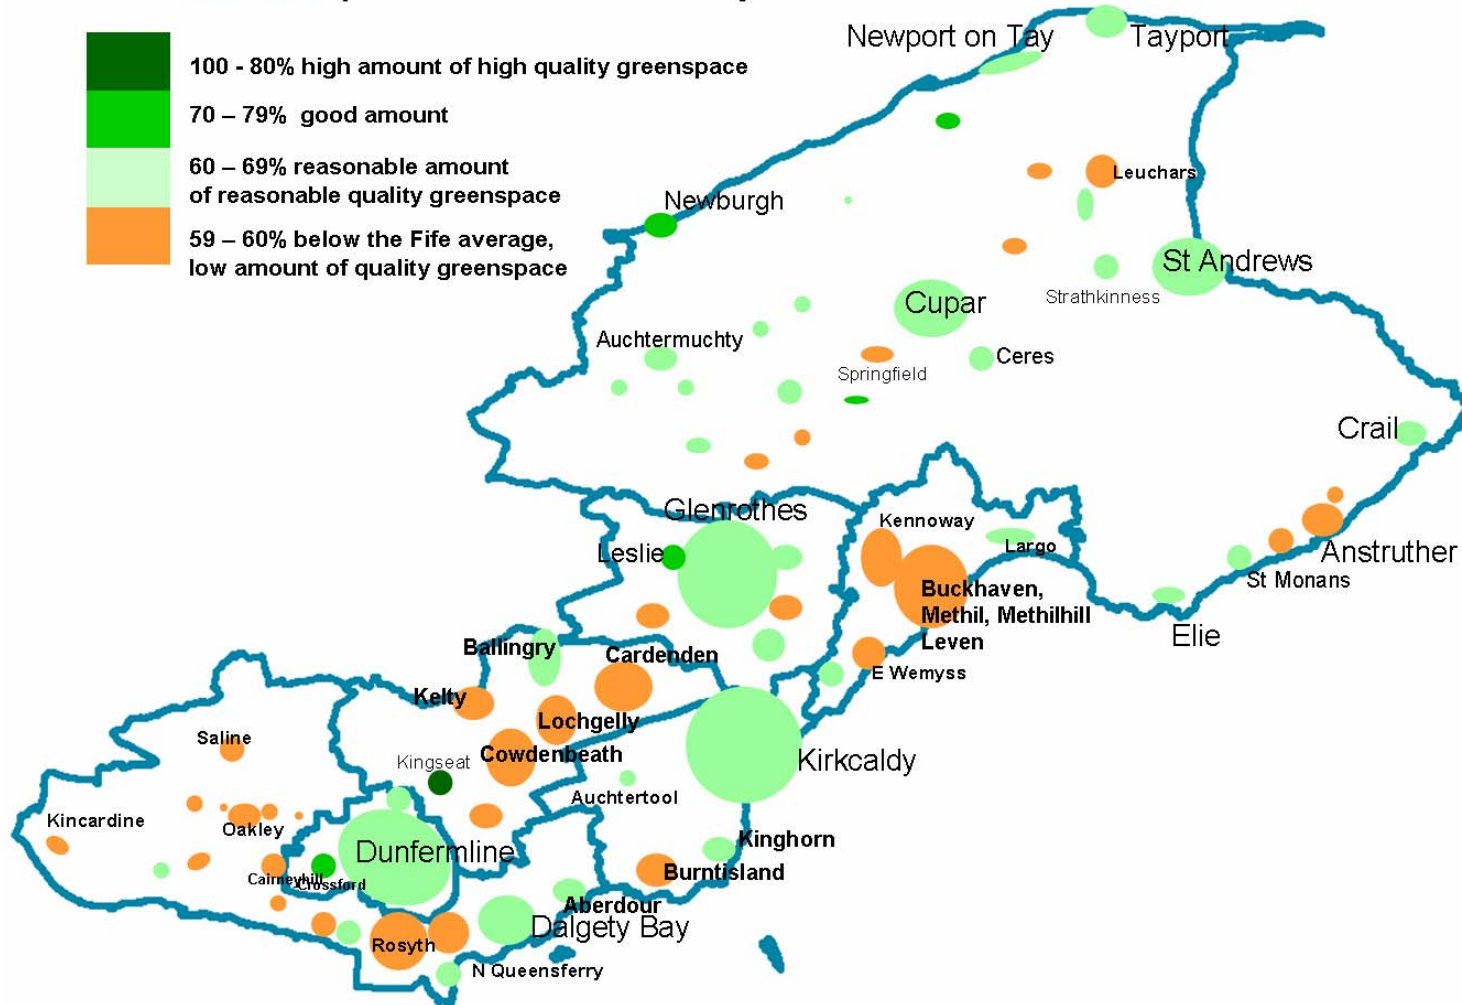 100 - 80% high amount of high quality greenspace
70 – 79% good amount
60 – 69% reasonable amount
of reasonable quality greenspace
59 – 60% below the Fife average,
low amount of quality greenspace
Newport on Tay
Tayport
Leuchars
Newburgh
St Andrews
Strathkinness
Cupar
Auchtermuchty
Ceres
Springfield
Crail
Glenrothes
Kennoway
Leslie
Largo
Anstruther
St Monans
Buckhaven,
Methil, Methilhill
Leven
Elie
Ballingry
Cardenden
E Wemyss
Kelty
Lochgelly
Saline
Cowdenbeath
Kingseat
Kirkcaldy
Auchtertool
Kincardine
Oakley
Kinghorn
Dunfermline
Burntisland
Cairneyhill
Crossford
Aberdour
Dalgety Bay
Rosyth
N Queensferry